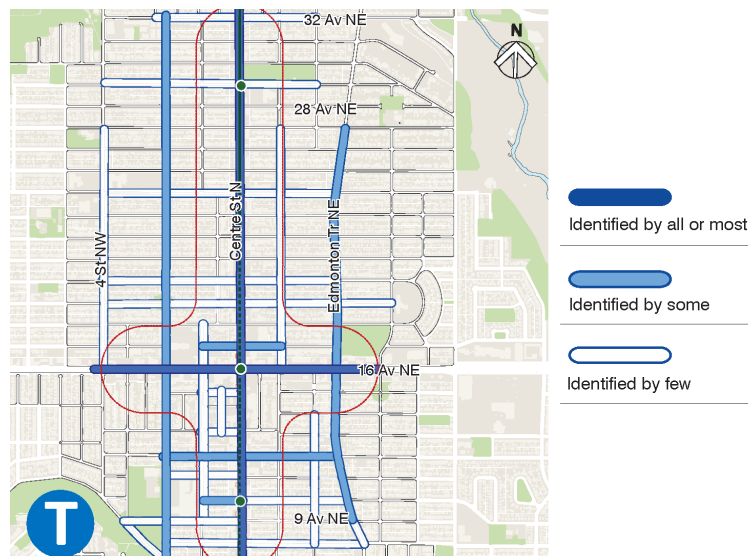 32 Av NE
N
28 Av NE
Centre St N
4 St NW
Edmonton Tr NE
16 Av NE
9 Av NE
T
Identified by all or most
Identified by some
Identified by few